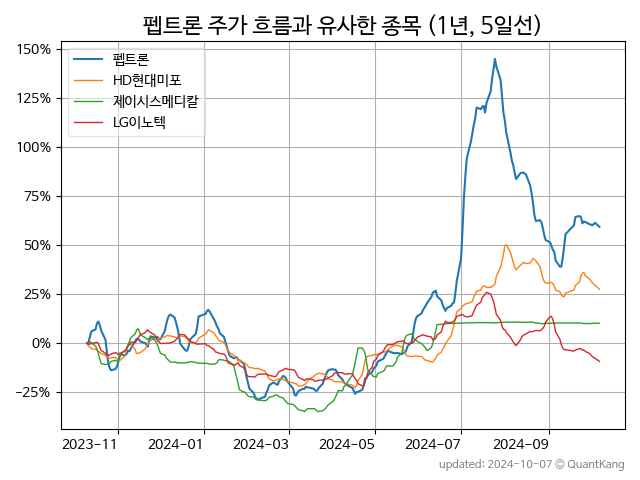 펩트론 주가 흐름과 유사한 종목 (1년, 5일선)
150%
125%
100%
75%
50%
25%
0%
−25%
펩트론
HD현대미포
제이시스메디칼
LG이노텍
2023-11 2024-01 2024-03 2024-05 2024-07 2024-09
updated: 2024-10-07 © QuantKang